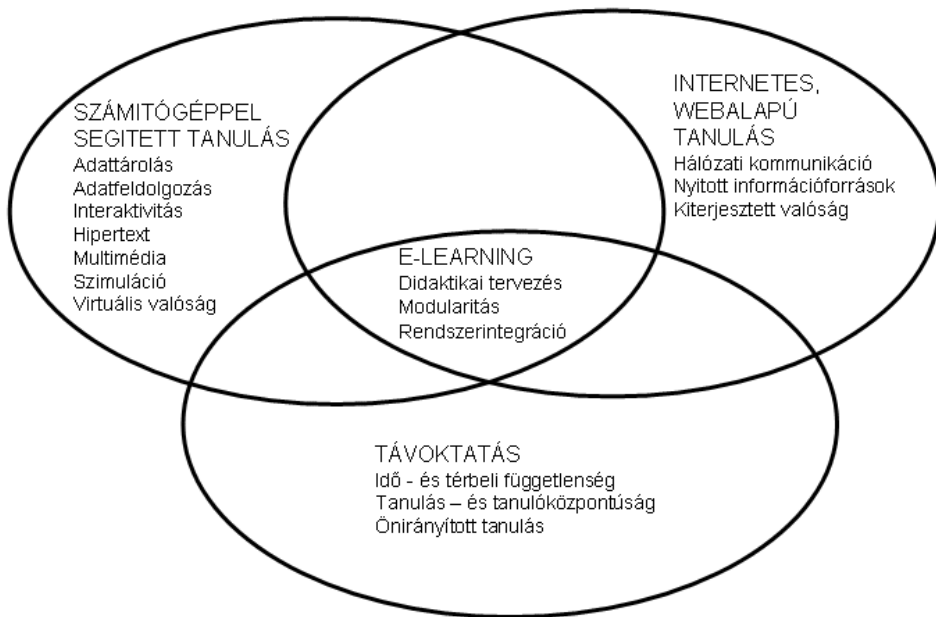 SZÁMITÓGÉPPEL
SEGITETT TANULÁS
Adattárolás
Adatfeldolgozás
Interaktivitás
Hipertext
Multimédia
Szimuláció
Virtuális valóság
INTERNETES,
WEBALAPÚ
TANULÁS
Hálózati kommunikáció
Nyitott információforrások
Kiterjesztett valóság
E-LEARNING
Didaktikai tervezés
Modularitás
Rendszerintegráció
TÁVOKTATÁS
Idő - és térbeli függetlenség
Tanulás – és tanulóközpontúság
Önirányított tanulás